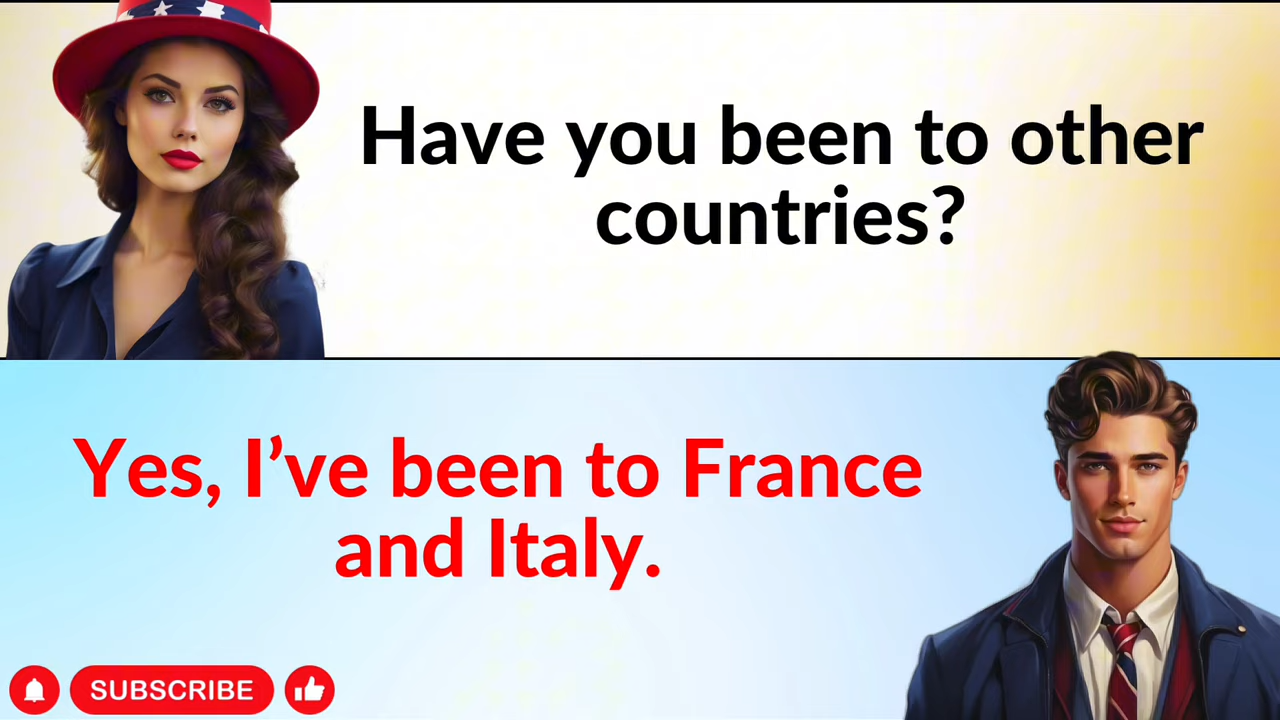 Have you been to other
countries?
Yes, I’ve been to France
and Italy.
SUBSCRIBE